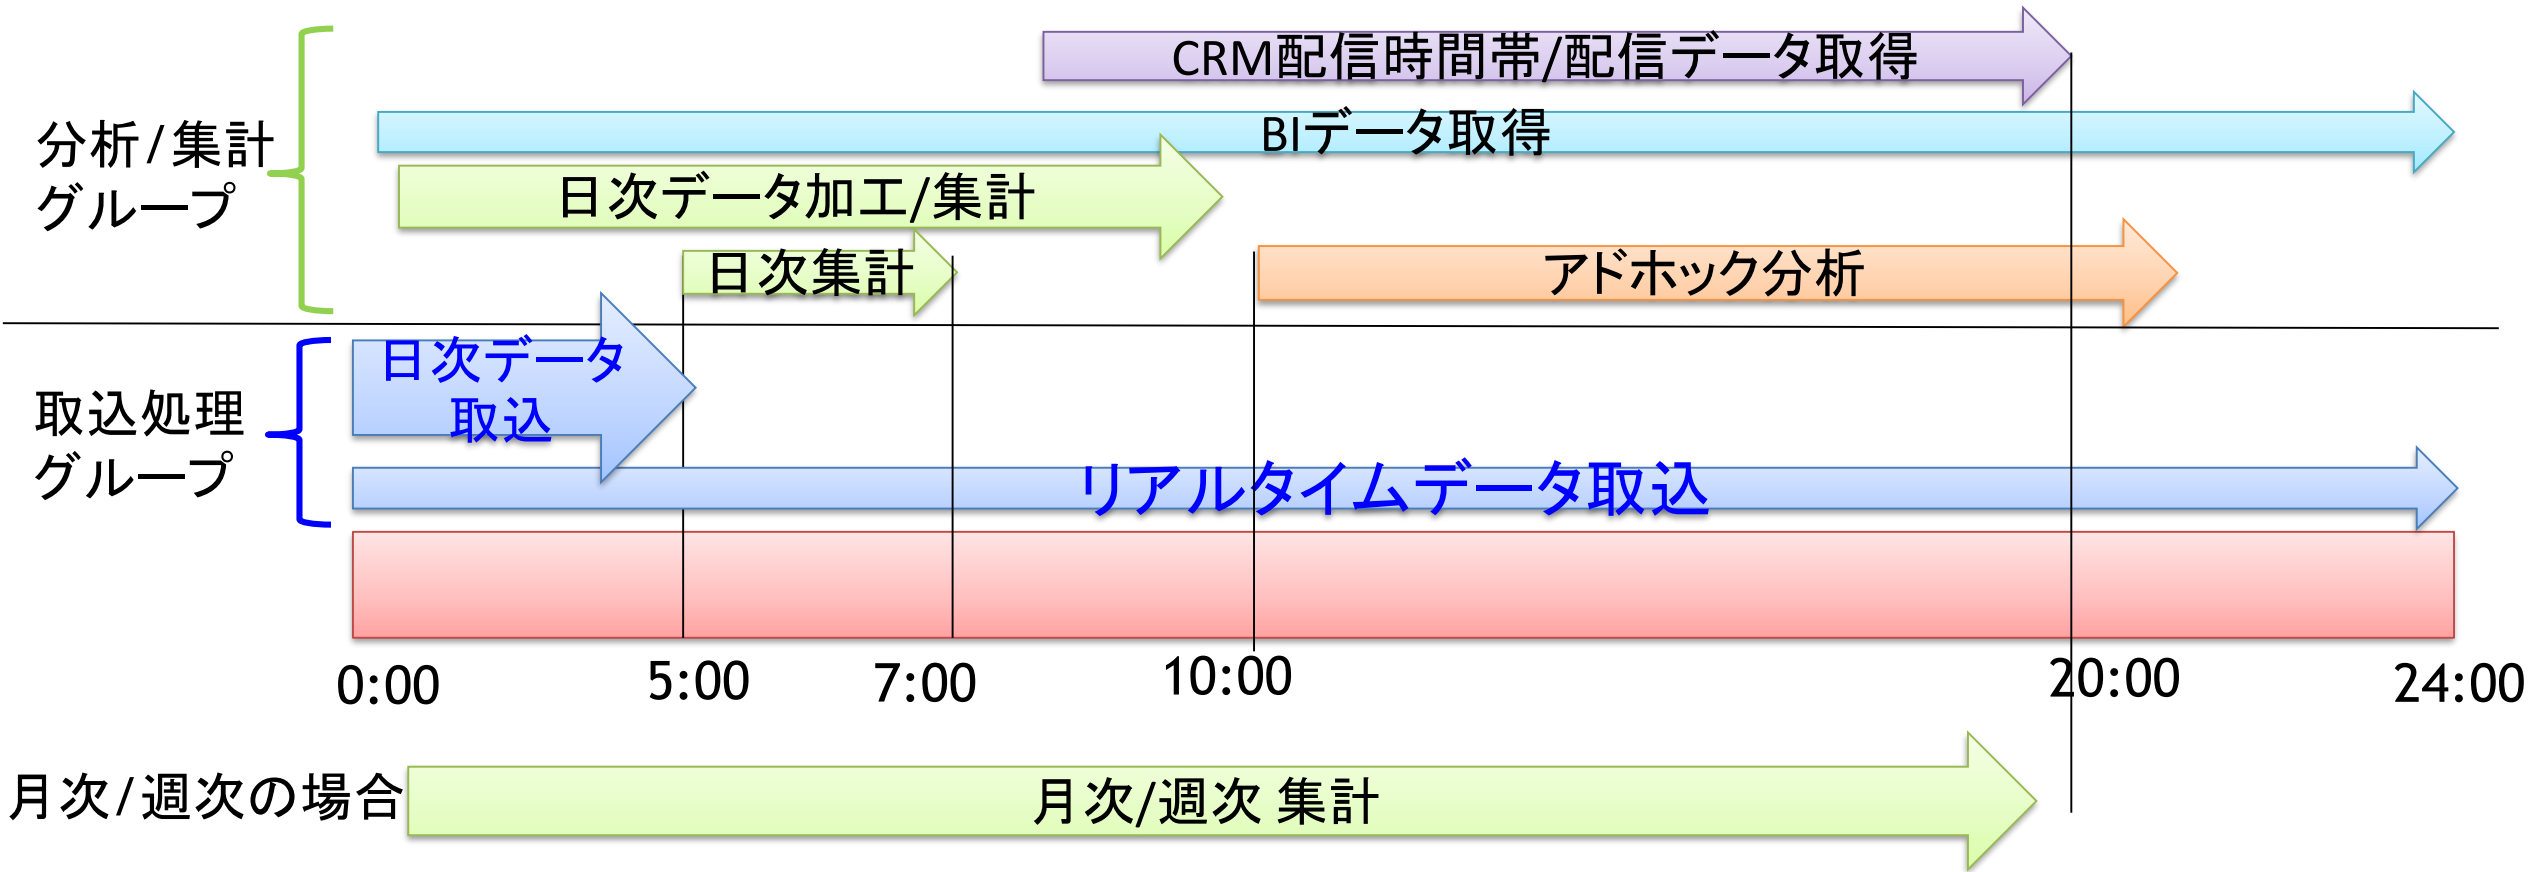 CRM配信時間帯/配信データ取得
BIデータ取得
分析/集計
グループ
日次データ加工/集計
日次集計
アドホック分析
日次データ
取込
取込処理
グループ
リアルタイムデータ取込
0:00
5:00
7:00
10:00
20:00
24:00
月次/週次の場合
月次/週次 集計